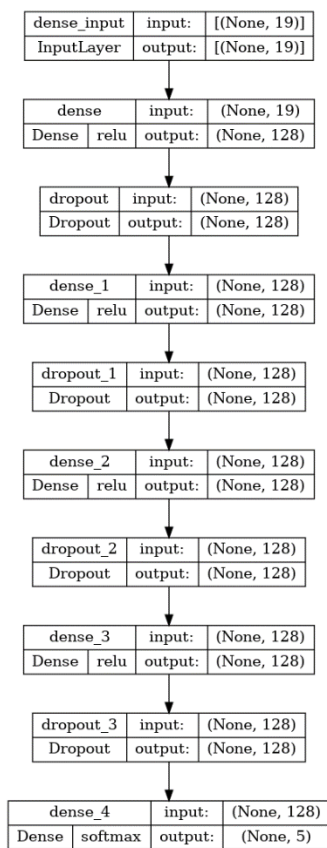 dense_input input: [(None, 19)]
InputLayer output: [(None, 19)]
dense input: (None, 19)
Dense relu output: (None, 128)
dropout input: (None, 128)
Dropout output: (None, 128)
dense_1 input: (None, 128)
Dense relu output: (None, 128)
dropout_1 input: (None, 128)
Dropout output: (None, 128)
dense_2 input: (None, 128)
Dense relu output: (None, 128)
dropout_2 input: (None, 128)
Dropout output: (None, 128)
dense_3 input: (None, 128)
Dense relu output: (None, 128)
dropout_3 input: (None, 128)
Dropout output: (None, 128)
dense_4 input: (None, 128)
Dense softmax output: (None, 5)